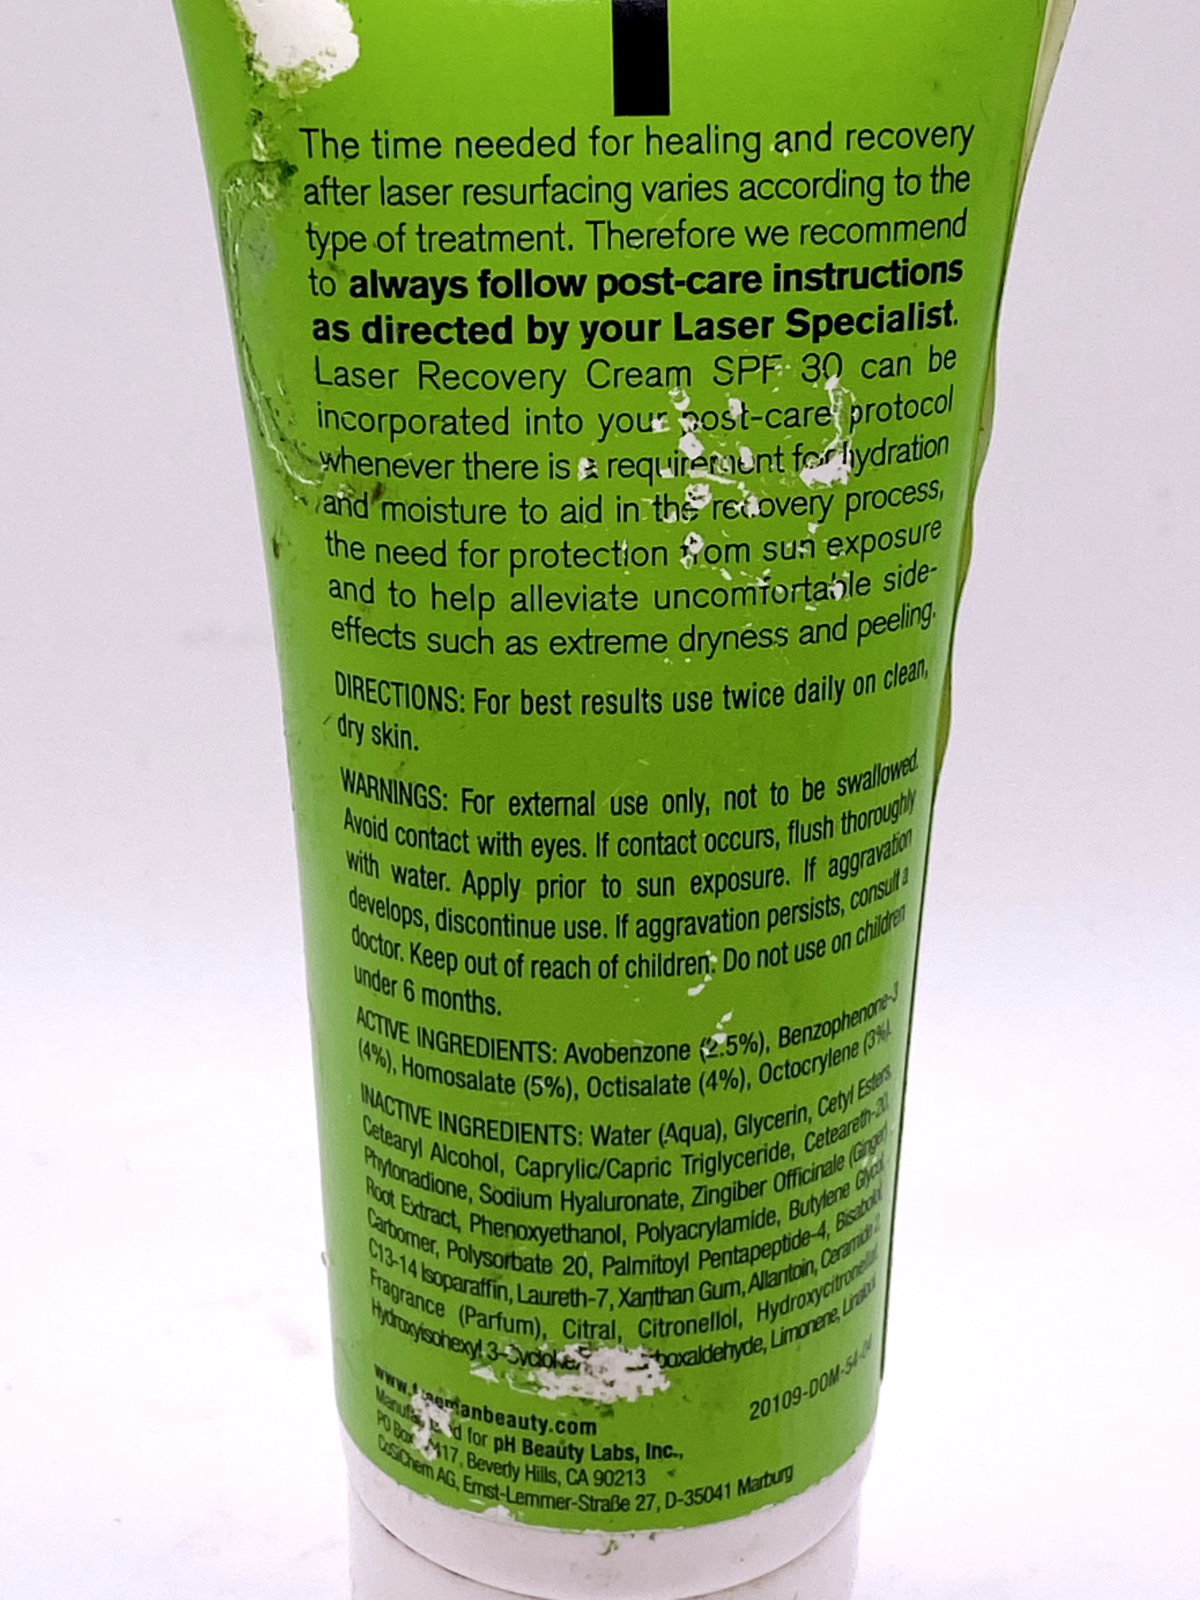 The time needed for healing and recovery
after laser resurfacing varies according to the
type of treatment. Therefore we recommend
to always follow post-care instructions
as directed by your Laser Specialist.
Laser Recovery Cream SPF 30 can be
incorporated into your post-care protocol
whenever there is a requirement for hydration
and moisture to aid in the recovery process,
the need for protection from sun exposure
and to help alleviate uncomfortable side-
effects such as extreme dryness and peeling.
DIRECTIONS: For best results use twice daily on clean,
dry skin.
WARNINGS: For external use only, not to be swallowed.
Avoid contact with eyes. If contact occurs, flush thoroughly
with water. Apply prior to sun exposure. If aggravation
develops, discontinue use. If aggravation persists, consult a
doctor. Keep out of reach of children. Do not use on children
under 6 months.
ACTIVE INGREDIENTS: Avobenzone (2.5%), Benzophenone-3
(4%), Homosalate (5%), Octisalate (4%), Octocrylene (3%).
INACTIVE INGREDIENTS: Water (Aqua), Glycerin, Cetyl Esters,
Cetearyl Alcohol, Caprylic/Capric Triglyceride, Ceteareth-20,
Phytonadione, Sodium Hyaluronate, Zingiber Officinale (Ginger)
Root Extract, Phenoxyethanol, Polyacrylamide, Butylene Glycol,
Carbomer, Polysorbate 20, Palmitoyl Pentapeptide-4, Bisabolol,
C13-14 Isoparaffin, Laureth-7, Xanthan Gum, Allantoin, Ceramide 2,
Fragrance (Parfum), Citral, Citronellol, Hydroxycitronellal,
Hydroxyisohexyl Limonene, Linalool.
20109-DOM-54-04
manbeauty.com
for pH Beauty Labs, Inc.,
PO Box Beverly Hills, CA 90213
CoSiChem AG, Ernst-Lemmer-Straße 27, D-35041 Marburg